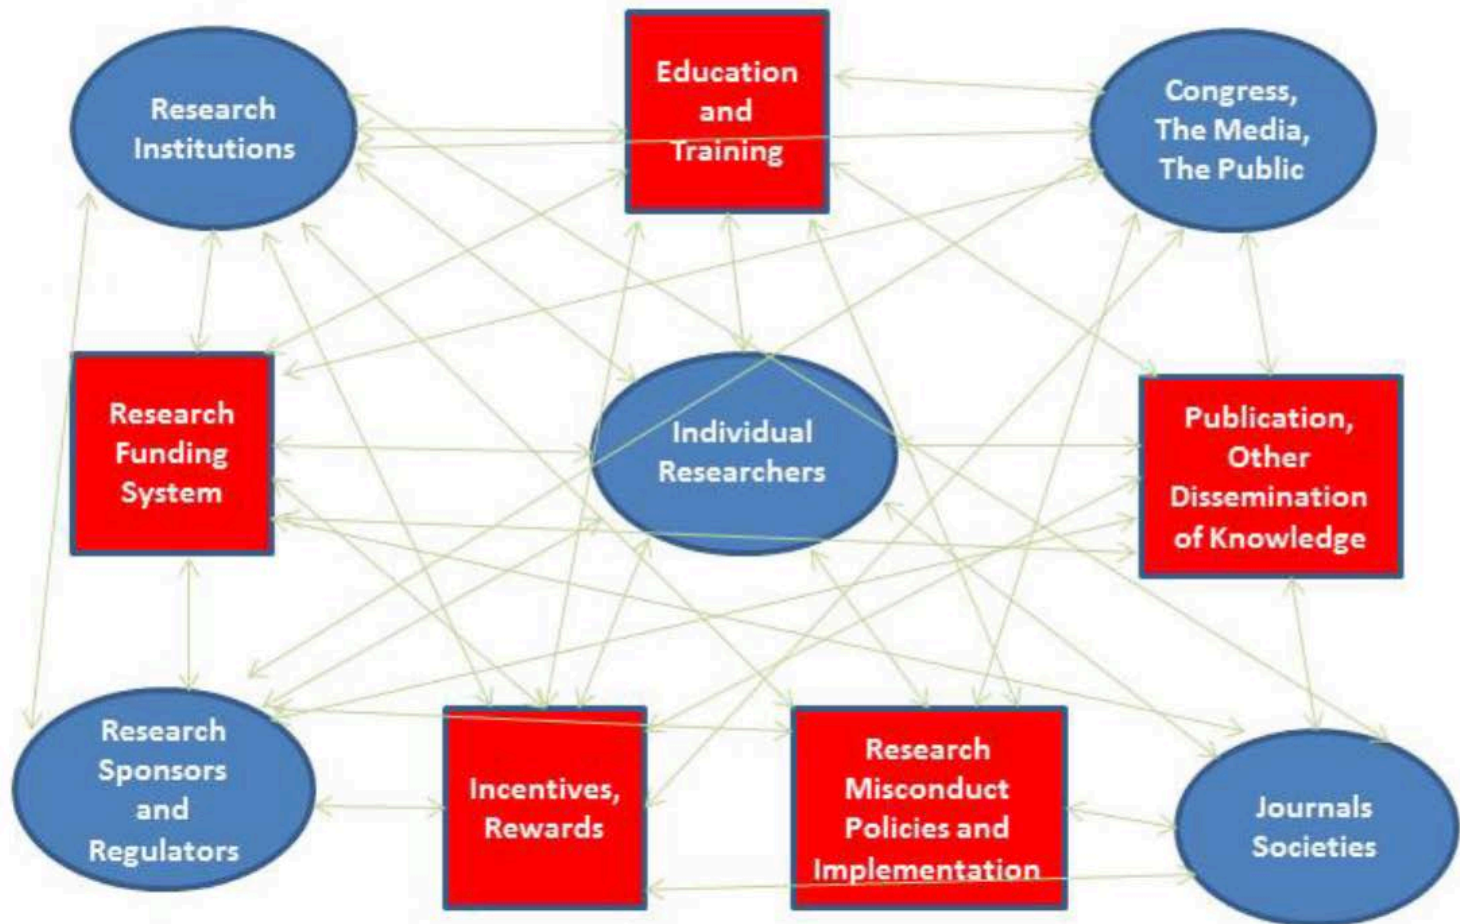 Research
Institutions
Education
and
Training
Congress,
The Media,
The Public
Research
Funding
System
Individual
Researchers
Publication,
Other
Dissemination
of Knowledge
Research
Sponsors
and
Regulators
Incentives,
Rewards
Research
Misconduct
Policies and
Implementation
Journals
Societies